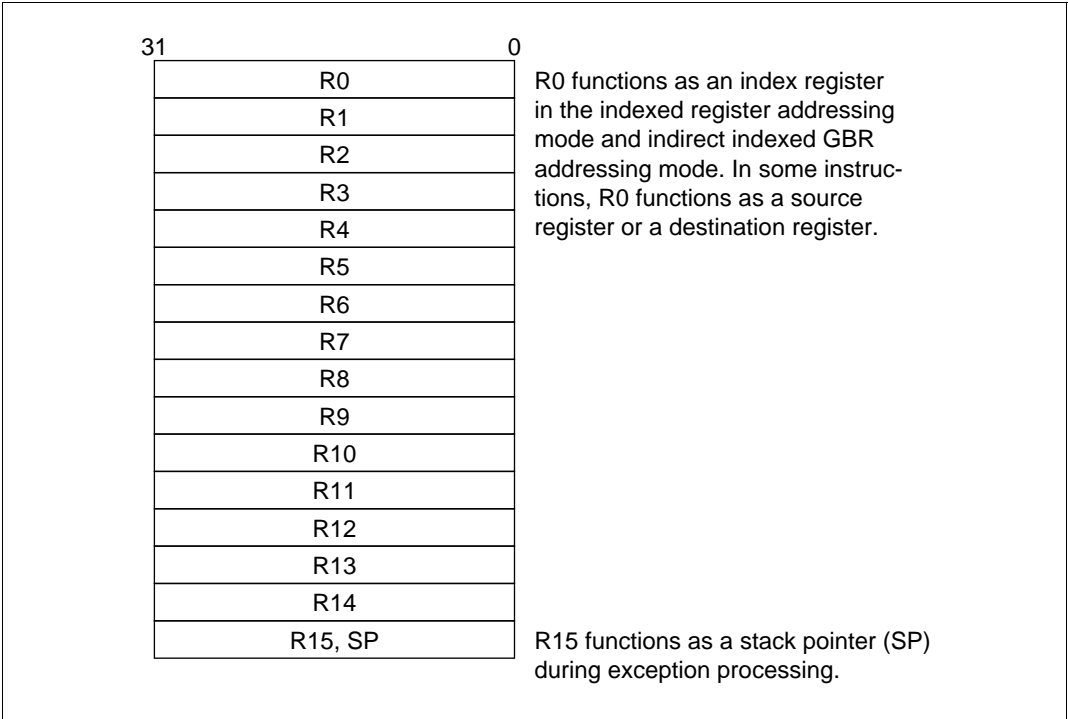 31 0
R0
R1
R2
R3
R4
R5
R6
R7
R8
R9
R10
R11
R12
R13
R14
R15, SP
R0 functions as an index register
in the indexed register addressing
mode and indirect indexed GBR
addressing mode. In some instruc-
tions, R0 functions as a source
register or a destination register.
R15 functions as a stack pointer (SP)
during exception processing.